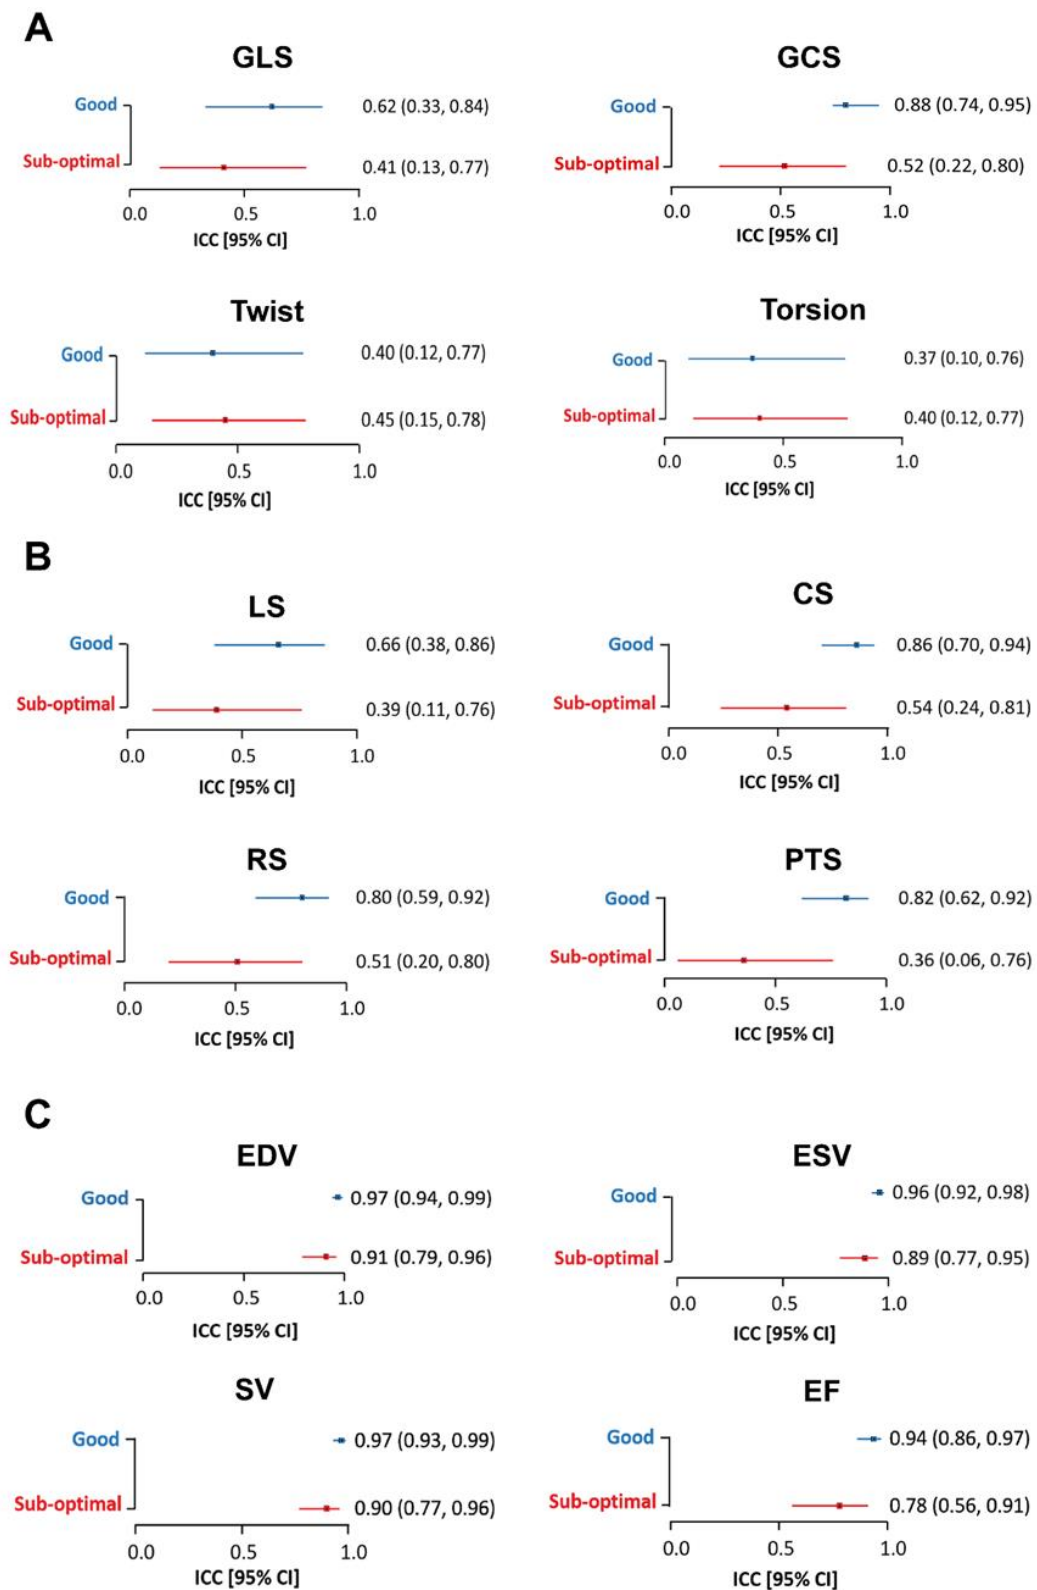 A
GLS
Good 0.62 (0.33, 0.84)
Sub-optimal 0.41 (0.13, 0.77)
0.0 0.5 1.0
ICC [95% CI]
GCS
Good 0.88 (0.74, 0.95)
Sub-optimal 0.52 (0.22, 0.80)
0.0 0.5 1.0
ICC [95% CI]
Twist
Good 0.40 (0.12, 0.77)
Sub-optimal 0.45 (0.15, 0.78)
0.0 0.5 1.0
ICC [95% CI]
Torsion
Good 0.37 (0.10, 0.76)
Sub-optimal 0.40 (0.12, 0.77)
0.0 0.5 1.0
ICC [95% CI]
B
LS
Good 0.66 (0.38, 0.86)
Sub-optimal 0.39 (0.11, 0.76)
0.0 0.5 1.0
ICC [95% CI]
CS
Good 0.86 (0.70, 0.94)
Sub-optimal 0.54 (0.24, 0.81)
0.0 0.5 1.0
ICC [95% CI]
RS
Good 0.80 (0.59, 0.92)
Sub-optimal 0.51 (0.20, 0.80)
0.0 0.5 1.0
ICC [95% CI]
PTS
Good 0.82 (0.62, 0.92)
Sub-optimal 0.36 (0.06, 0.76)
0.0 0.5 1.0
ICC [95% CI]
C
EDV
Good 0.97 (0.94, 0.99)
Sub-optimal 0.91 (0.79, 0.96)
0.0 0.5 1.0
ICC [95% CI]
ESV
Good 0.96 (0.92, 0.98)
Sub-optimal 0.89 (0.77, 0.95)
0.0 0.5 1.0
ICC [95% CI]
SV
Good 0.97 (0.93, 0.99)
Sub-optimal 0.90 (0.77, 0.96)
0.0 0.5 1.0
ICC [95% CI]
EF
Good 0.94 (0.86, 0.97)
Sub-optimal 0.78 (0.56, 0.91)
0.0 0.5 1.0
ICC [95% CI]